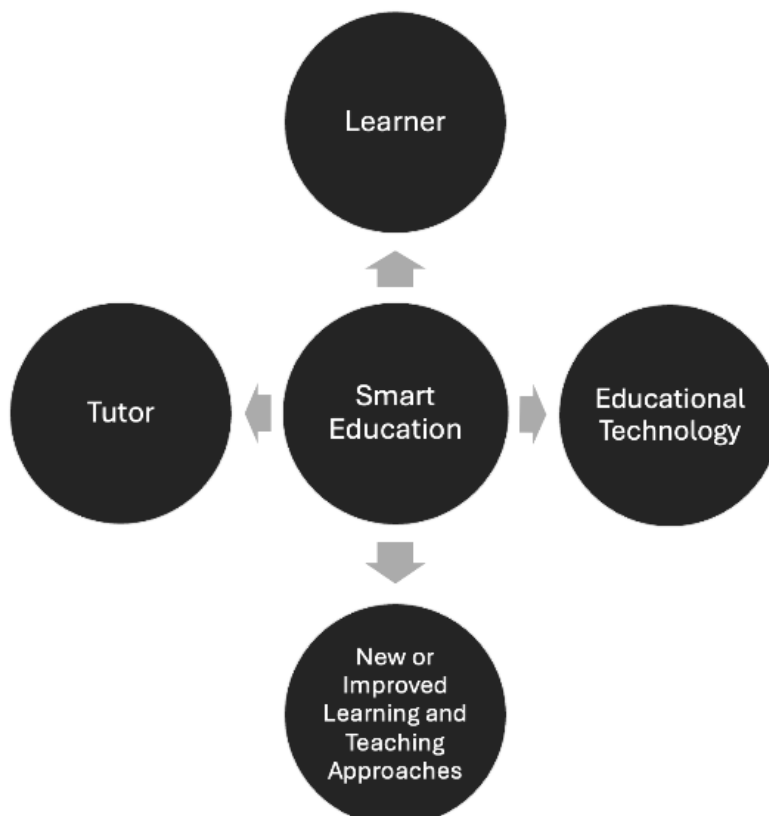 Learner
Tutor
Smart
Education
Educational
Technology
New or
Improved
Learning and
Teaching
Approaches